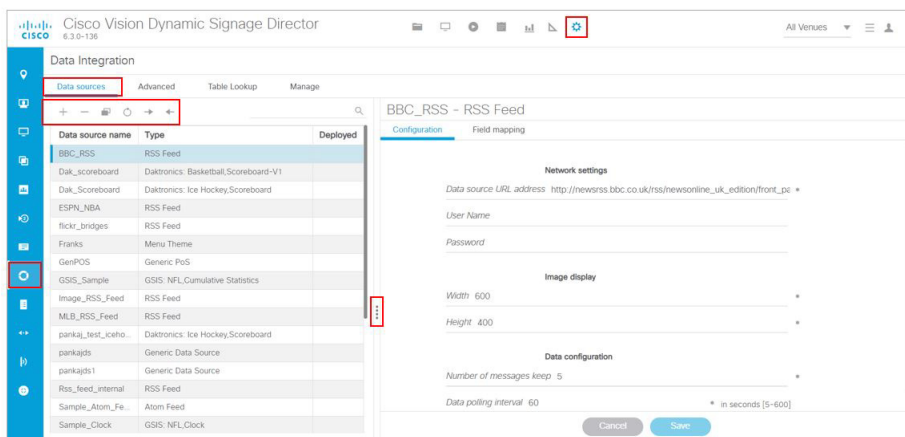 CISCO
Cisco Vision Dynamic Signage Director
6.3.0-136
All Venues
Data Integration
Data sources
Advanced
Table Lookup
Manage
Data source name Type Deployed
BBC_RSS RSS Feed
Dak_scoreboard Daktronics: Basketball,Scoreboard-V1
Dak_Scoreboard Daktronics: Ice Hockey,Scoreboard
ESPN_NBA RSS Feed
flickr_bridges RSS Feed
Franks Menu Theme
GenPOS Generic PoS
GSIS_Sample GSIS: NFL,Cumulative Statistics
Image_RSS_Feed RSS Feed
MLB_RSS_Feed RSS Feed
pankaj_test_iceho... Daktronics: Ice Hockey,Scoreboard
pankajds Generic Data Source
pankajds1 Generic Data Source
Rss_feed_internal RSS Feed
Sample_Atom_Fe... Atom Feed
Sample_Clock GSIS: NFL,Clock
BBC_RSS - RSS Feed
Configuration
Field mapping
Network settings
Data source URL address http://newsrss.bbc.co.uk/rss/newsonline_uk_edition/front_pa *
User Name
Password
Image display
Width 600 *
Height 400 *
Data configuration
Number of messages keep 5 *
Data polling interval 60 * in seconds [5-600]
Cancel
Save